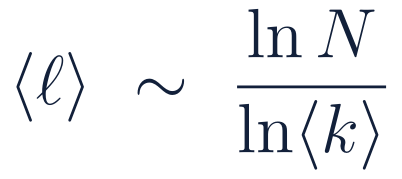 ⟨ℓ⟩ ∼ ln N / ln⟨k⟩